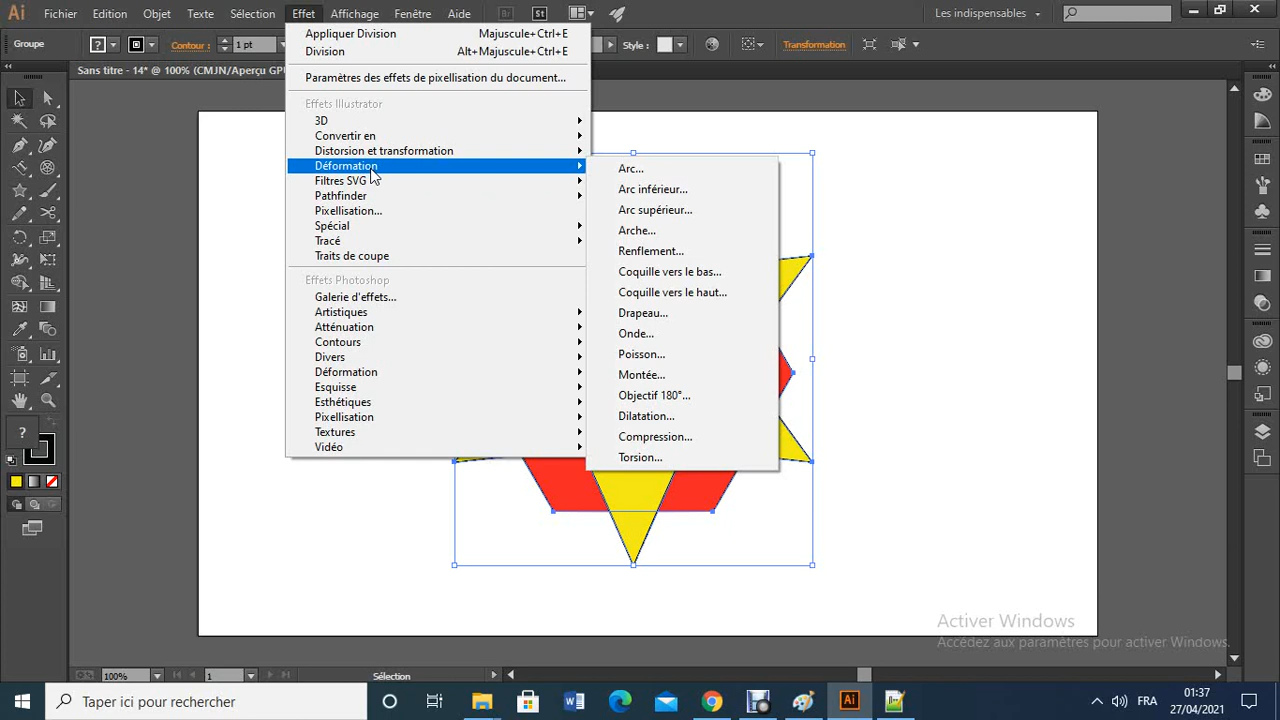 Ai Fichier Edition Objet Texte Sélection Effet Affichage Fenêtre Aide Br St Les indispensables
Groupe ? Contour : 1 pt Style : Transformation
Sans titre - 14* @ 100% (CMJN/Aperçu GP
Appliquer Division Majuscule+Ctrl+E
Division Alt+Majuscule+Ctrl+E
Paramètres des effets de pixellisation du document...
Effets Illustrator
3D
Convertir en
Distorsion et transformation
Déformation
Filtres SVG
Pathfinder
Pixellisation...
Spécial
Tracé
Traits de coupe
Effets Photoshop
Galerie d'effets...
Artistiques
Atténuation
Contours
Divers
Déformation
Esquisse
Esthétiques
Pixellisation
Textures
Vidéo
Arc...
Arc inférieur...
Arc supérieur...
Arche...
Renflement...
Coquille vers le bas...
Coquille vers le haut...
Drapeau...
Onde...
Poisson...
Montée...
Objectif 180°...
Dilatation...
Compression...
Torsion...
?
Activer Windows
Accédez aux paramètres pour activer Windows.
100% 1 Sélection
Taper ici pour rechercher
W
Ai
FRA
01:37
27/04/2021